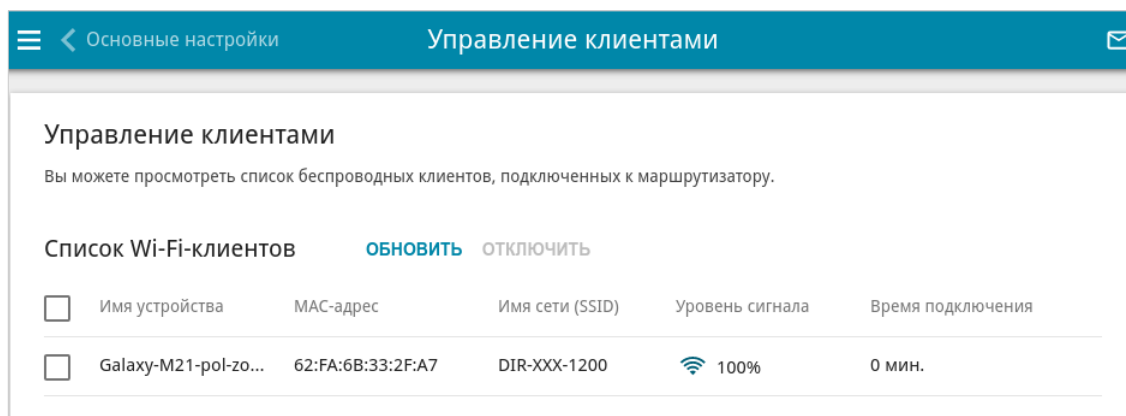 Основные настройки Управление клиентами
Управление клиентами
Вы можете просмотреть список беспроводных клиентов, подключенных к маршрутизатору.
Список Wi-Fi-клиентов ОБНОВИТЬ ОТКЛЮЧИТЬ
Имя устройства MAC-адрес Имя сети (SSID) Уровень сигнала Время подключения
Galaxy-M21-pol-zo... 62:FA:6B:33:2F:A7 DIR-XXX-1200 100% 0 мин.